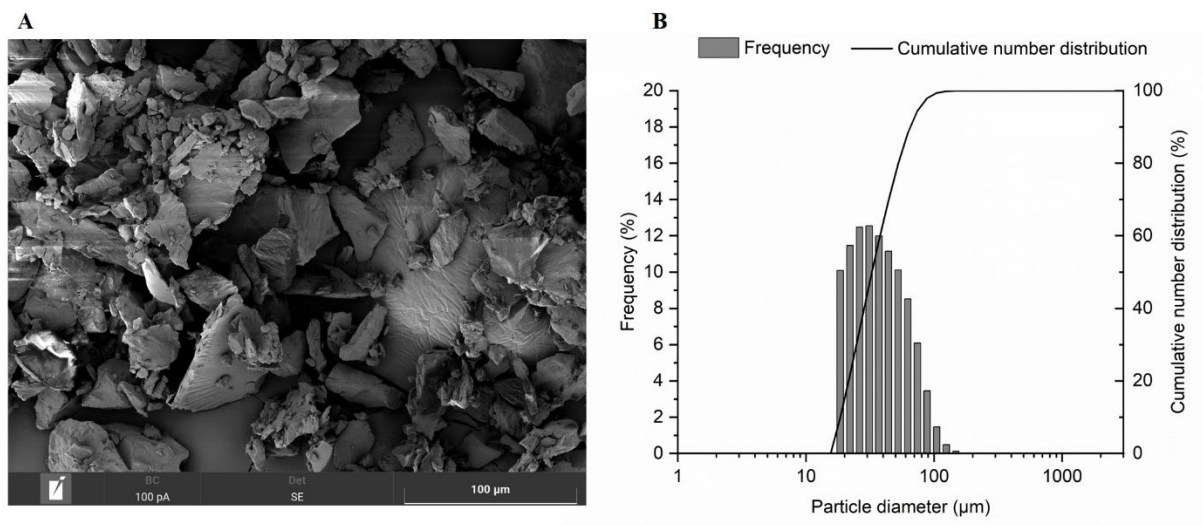 A
BC
100 pA
Det
SE
100 µm
B
Frequency
Cumulative number distribution
20
18
16
14
12
10
8
6
4
2
0
Frequency (%)
100
80
60
40
20
0
Cumulative number distribution (%)
1
10
100
1000
Particle diameter (µm)